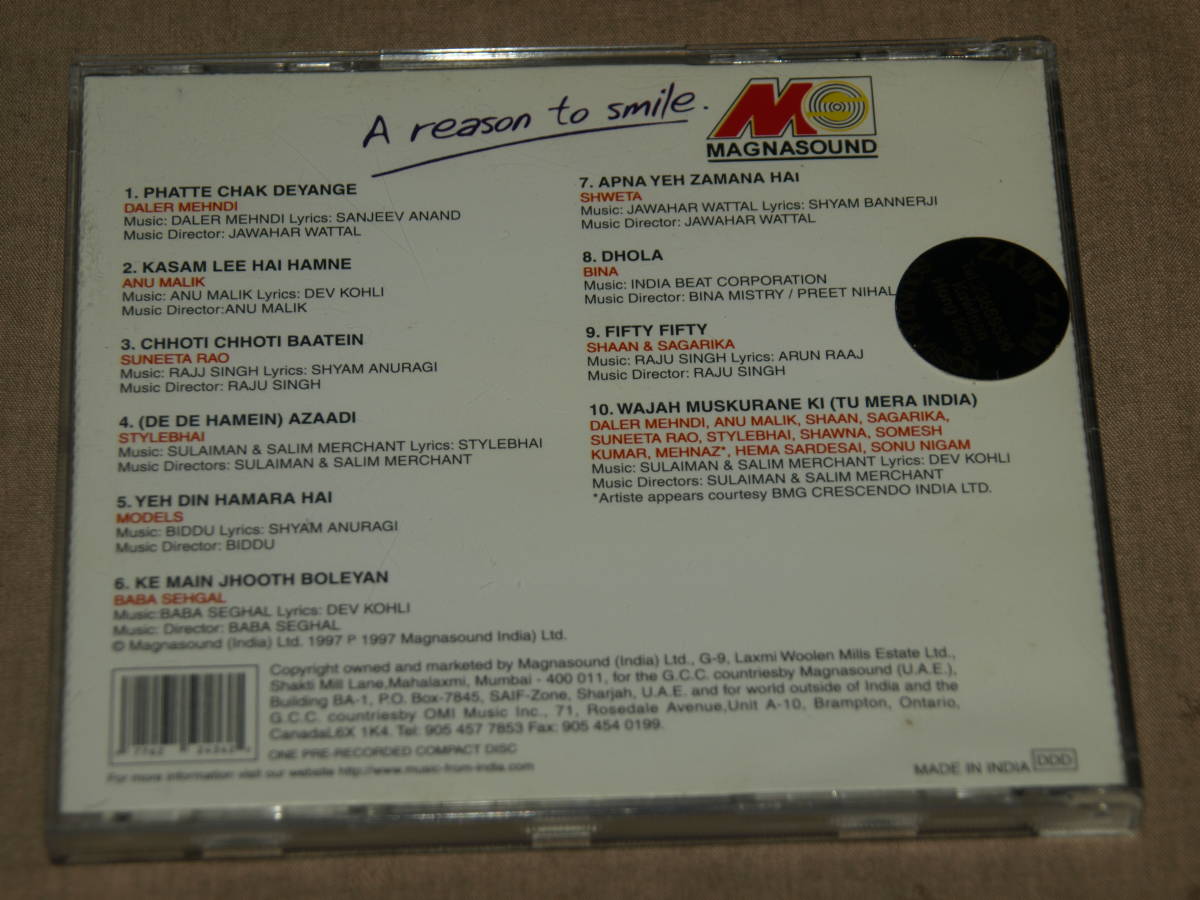 A reason to smile.
MAGNASOUND
1. PHATTE CHAK DEYANGE
DALER MEHNDI
Music: DALER MEHNDI Lyrics: SANJEEV ANAND
Music Director: JAWAHAR WATTAL
2. KASAM LEE HAI HAMNE
ANU MALIK
Music: ANU MALIK Lyrics: DEV KOHLI
Music Director:ANU MALIK
3. CHHOTI CHHOTI BAATEIN
SUNEETA RAO
Music: RAJJ SINGH Lyrics: SHYAM ANURAGI
Music Director: RAJU SINGH
4. (DE DE HAMEIN) AZAADI
STYLEBHAI
Music: SULAIMAN & SALIM MERCHANT Lyrics: STYLEBHAI
Music Directors: SULAIMAN & SALIM MERCHANT
5. YEH DIN HAMARA HAI
MODELS
Music: BIDDU Lyrics: SHYAM ANURAGI
Music Director: BIDDU
6. KE MAIN JHOOTH BOLEYAN
BABA SEHGAL
Music:BABA SEGHAL Lyrics: DEV KOHLI
Music: Director: BABA SEGHAL
© Magnasound (India) Ltd. 1997 P 1997 Magnasound India) Ltd.
7. APNA YEH ZAMANA HAI
SHWETA
Music: JAWAHAR WATTAL Lyrics: SHYAM BANNERJI
Music Director: JAWAHAR WATTAL
8. DHOLA
BINA
Music: INDIA BEAT CORPORATION
Music Director: BINA MISTRY / PREET NIHAL
9. FIFTY FIFTY
SHAAN & SAGARIKA
Music: RAJU SINGH Lyrics: ARUN RAAJ
Music Director: RAJU SINGH
10. WAJAH MUSKURANE KI (TU MERA INDIA)
DALER MEHNDI, ANU MALIK, SHAAN, SAGARIKA,
SUNEETA RAO, STYLEBHAI, SHAWNA, SOMESH
KUMAR, MEHNAZ*, HEMA SARDESAI, SONU NIGAM
Music: SULAIMAN & SALIM MERCHANT Lyrics: DEV KOHLI
Music Directors: SULAIMAN & SALIM MERCHANT
*Artiste appears courtesy BMG CRESCENDO INDIA LTD.
Copyright owned and marketed by Magnasound (India) Ltd., G-9, Laxmi Woolen Mills Estate Ltd.,
Shakti Mill Lane,Mahalaxmi, Mumbai - 400 011, for the G.C.C. countriesby Magnasound (U.A.E.),
Building BA-1, P.O. Box-7845, SAIF-Zone, Sharjah, U.A.E. and for world outside of India and the
G.C.C. countriesby OMI Music Inc., 71, Rosedale Avenue,Unit A-10, Brampton, Ontario,
CanadaL6X 1K4. Tel: 905 457 7853 Fax: 905 454 0199.
ONE PRE-RECORDED COMPACT DISC
For more information visit our website http://www.music-from-india.com
MADE IN INDIA DDD